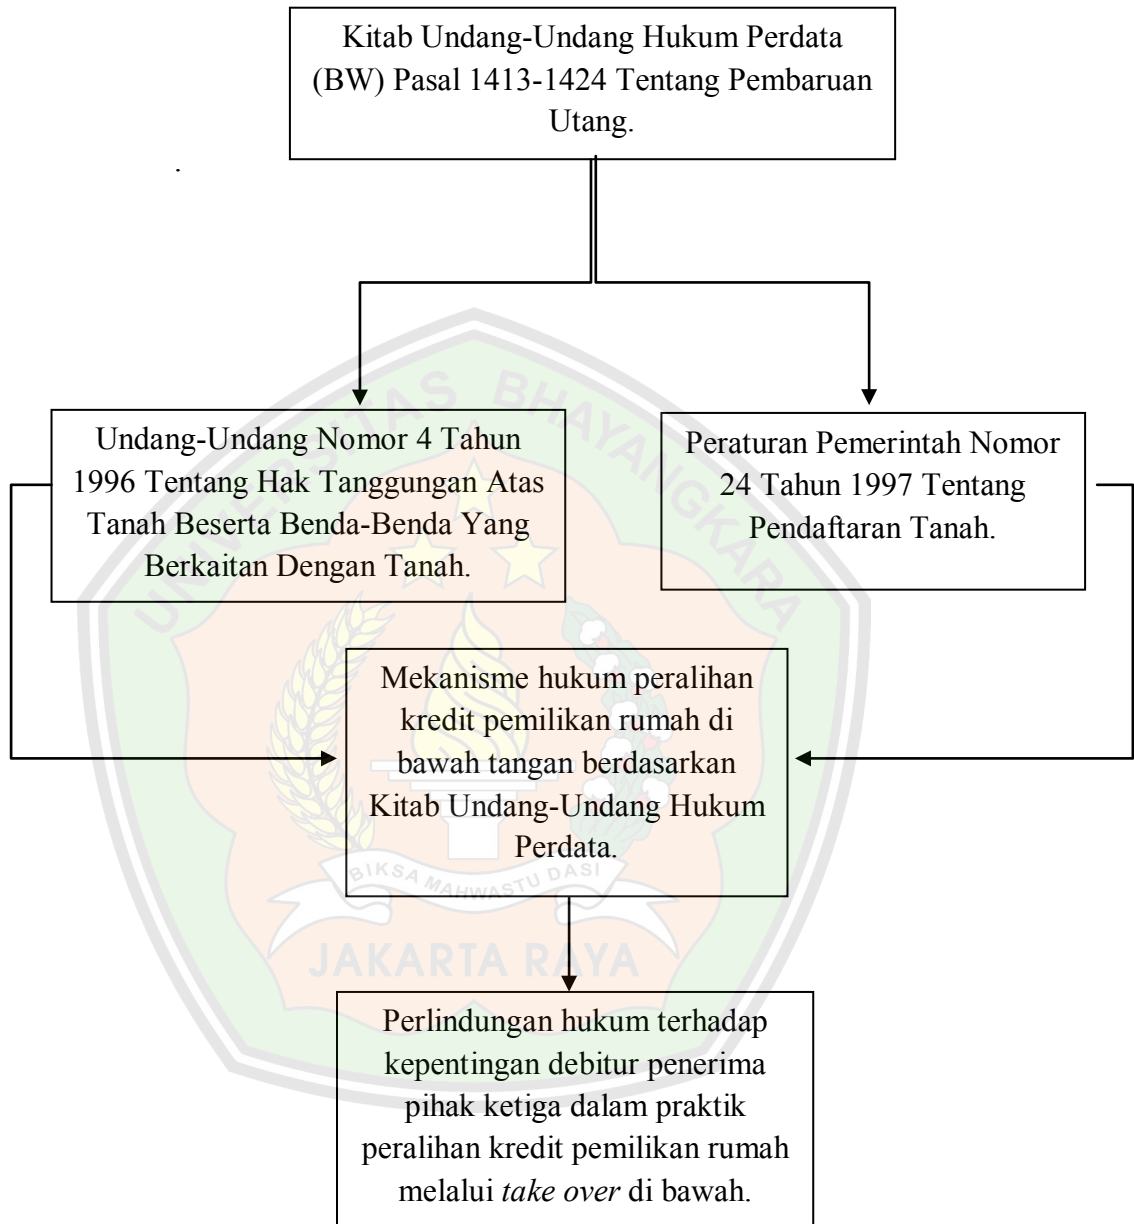 Kitab Undang-Undang Hukum Perdata
(BW) Pasal 1413-1424 Tentang Pembaruan
Utang.
.
UNIVERSITAS BHAYANGKARA
Undang-Undang Nomor 4 Tahun
1996 Tentang Hak Tanggungan Atas
Tanah Beserta Benda-Benda Yang
Berkaitan Dengan Tanah.
Peraturan Pemerintah Nomor
24 Tahun 1997 Tentang
Pendaftaran Tanah.
Mekanisme hukum peralihan
kredit pemilikan rumah di
bawah tangan berdasarkan
Kitab Undang-Undang Hukum
Perdata.
BIKSA MAHWASTU DASI
JAKARTA RAYA
Perlindungan hukum terhadap
kepentingan debitur penerima
pihak ketiga dalam praktik
peralihan kredit pemilikan rumah
melalui take over di bawah.